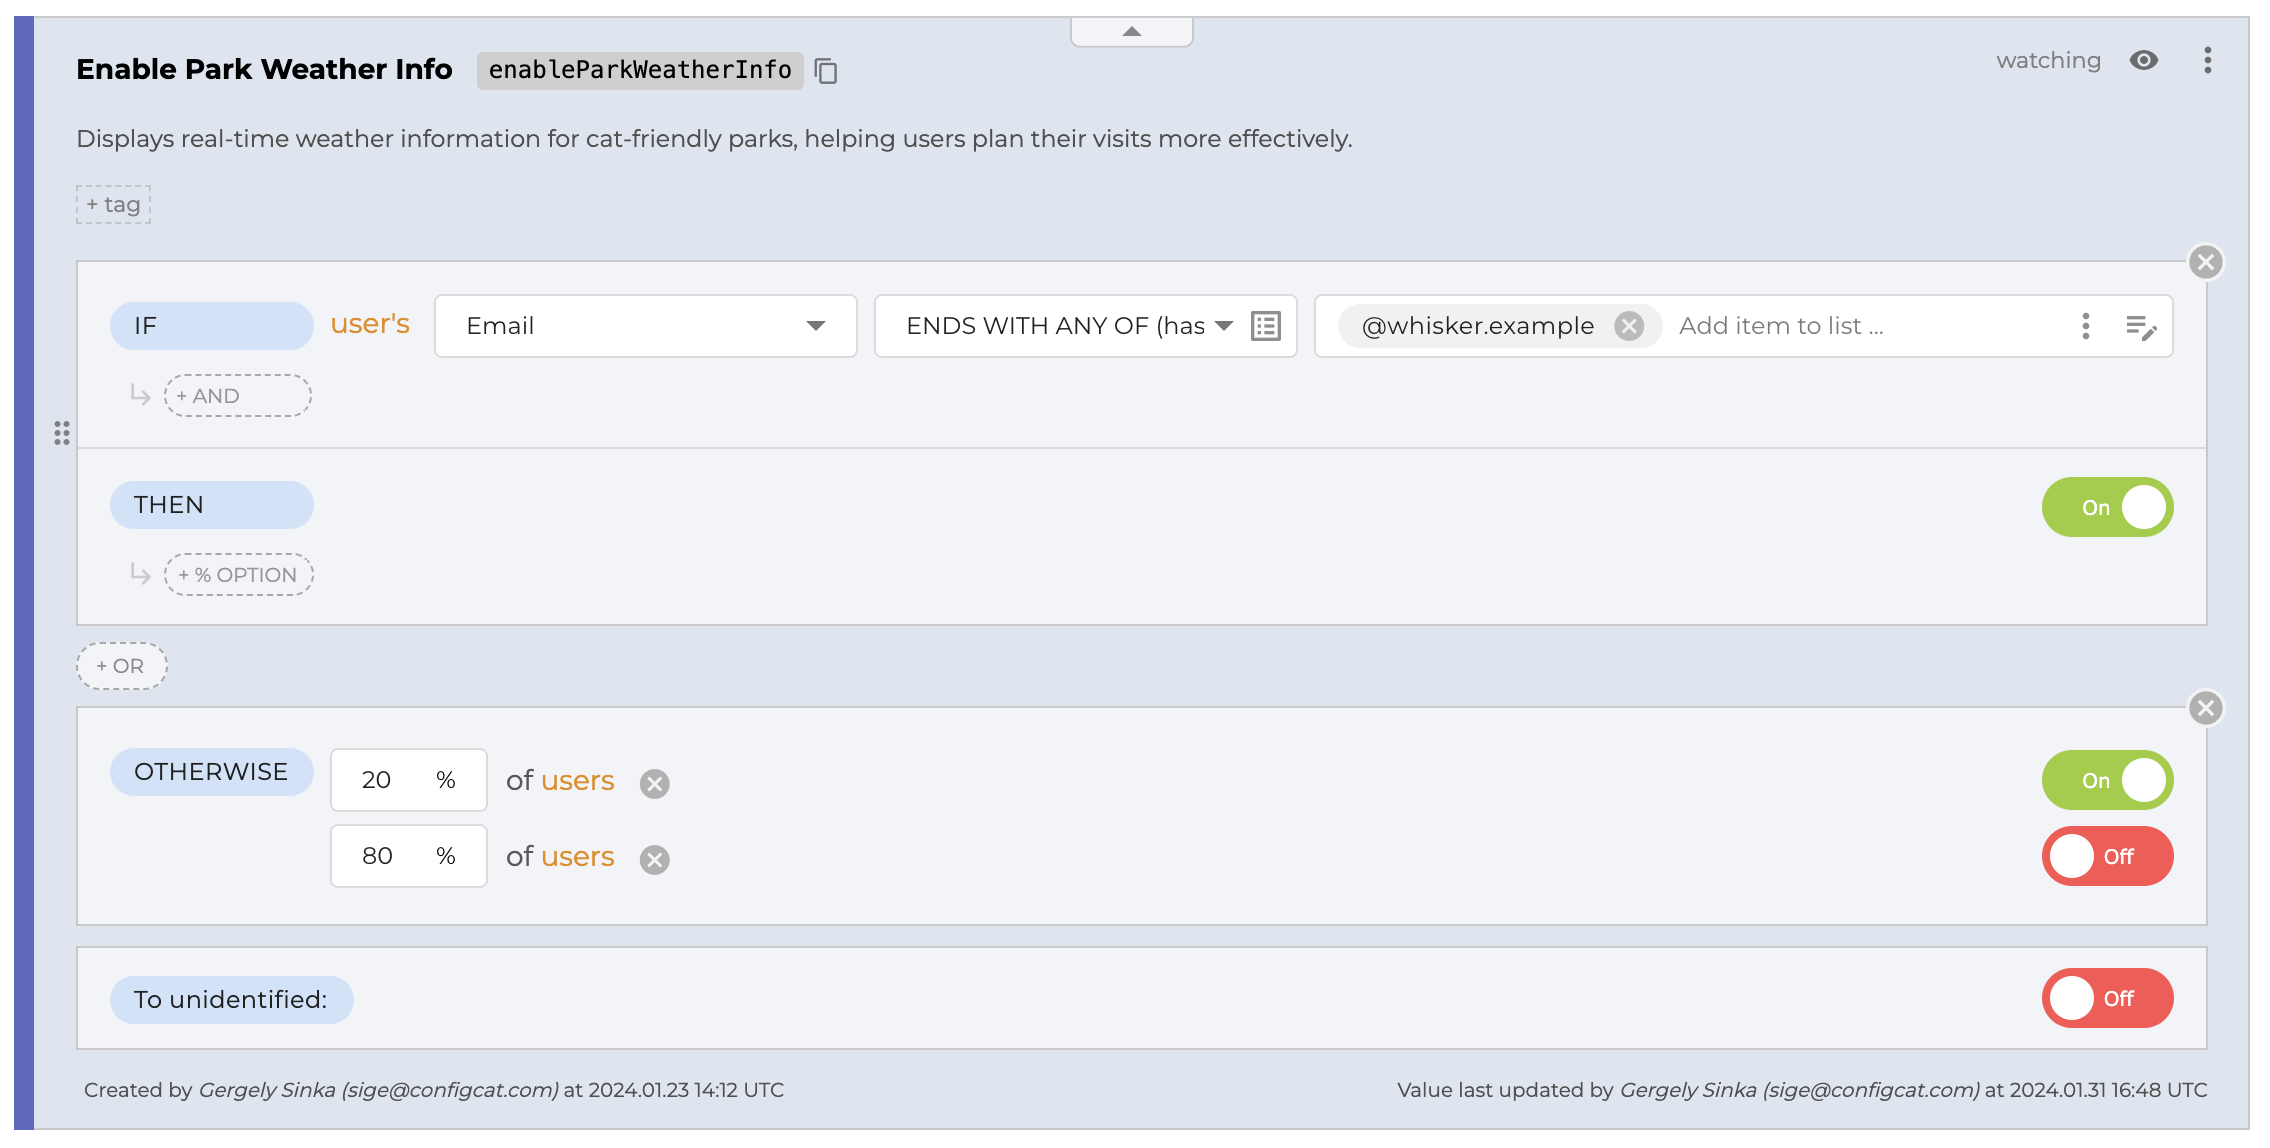 Enable Park Weather Info enableParkWeatherInfo watching
Displays real-time weather information for cat-friendly parks, helping users plan their visits more effectively.
+ tag
IF user's Email ENDS WITH ANY OF (has @whisker.example Add item to list ...
+ AND
THEN On
+ % OPTION
+ OR
OTHERWISE 20 % of users On
80 % of users Off
To unidentified: Off
Created by Gergely Sinka (sige@configcat.com) at 2024.01.23 14:12 UTC Value last updated by Gergely Sinka (sige@configcat.com) at 2024.01.31 16:48 UTC